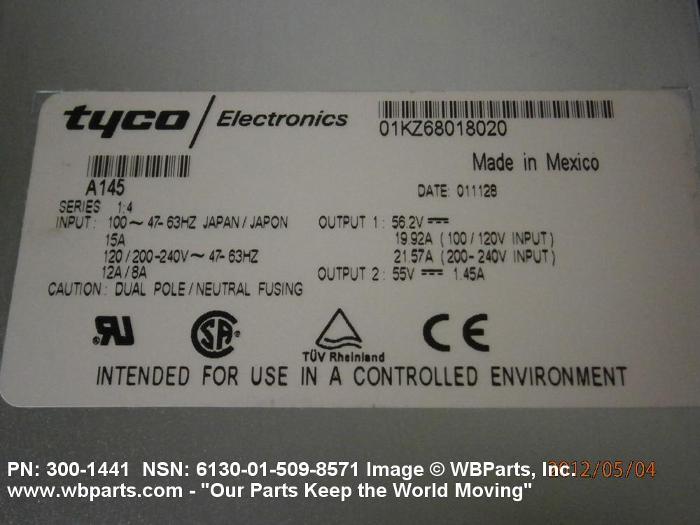 tyco / Electronics
01KZ68018020
Made in Mexico
A145
DATE: 011128
SERIES 1:4
INPUT: 100~ 47-63HZ JAPAN/JAPON
15A
120/200-240V~ 47-63HZ
12A/8A
OUTPUT 1: 56.2V
19.92A (100/120V INPUT)
21.57A (200-240V INPUT)
OUTPUT 2: 55V 1.45A
CAUTION: DUAL POLE/NEUTRAL FUSING
TÜV Rheinland
INTENDED FOR USE IN A CONTROLLED ENVIRONMENT
PN: 300-1441 NSN: 6130-01-509-8571 Image © WBParts, Inc.
2012/05/04
www.wbparts.com - "Our Parts Keep the World Moving"